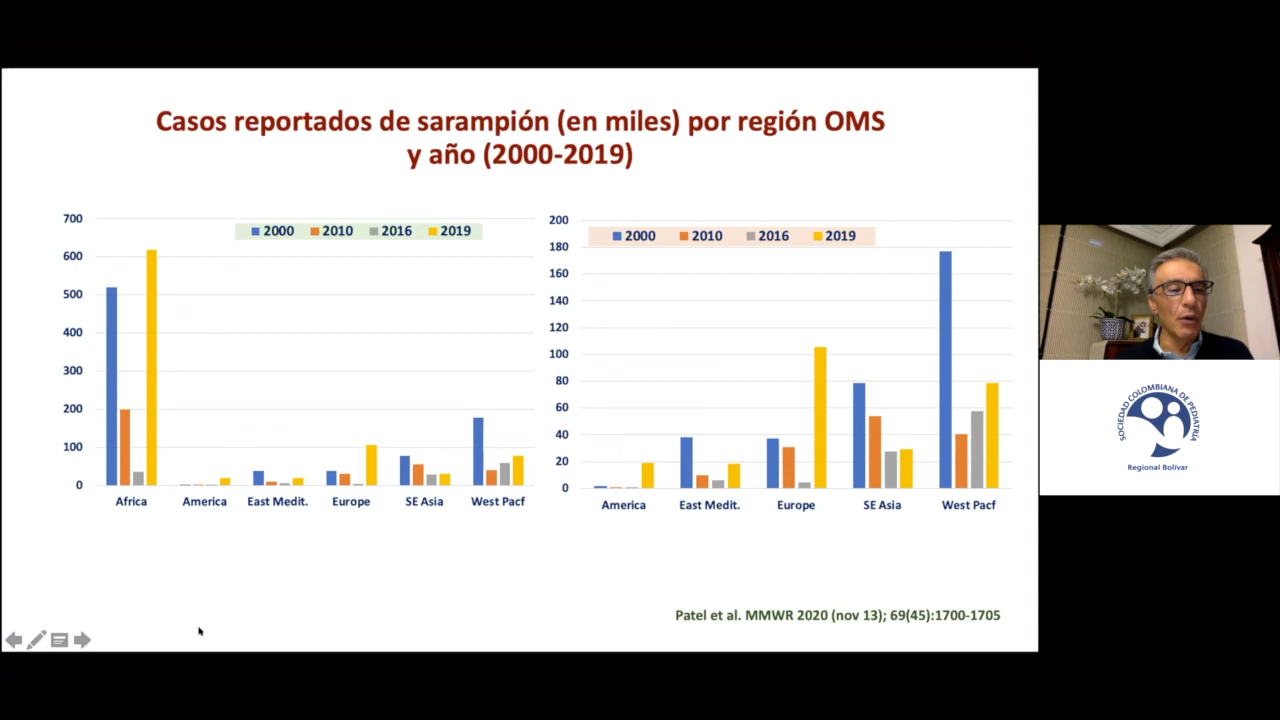 Casos reportados de sarampión (en miles) por región OMS
y año (2000-2019)
700
600
500
400
300
200
100
0
2000 2010 2016 2019
Africa America East Medit. Europe SE Asia West Pacf
200
180
160
140
120
100
80
60
40
20
0
2000 2010 2016 2019
America East Medit. Europe SE Asia West Pacf
Patel et al. MMWR 2020 (nov 13); 69(45):1700-1705
SOCIEDAD COLOMBIANA DE PEDIATRÍA
Regional Bolívar